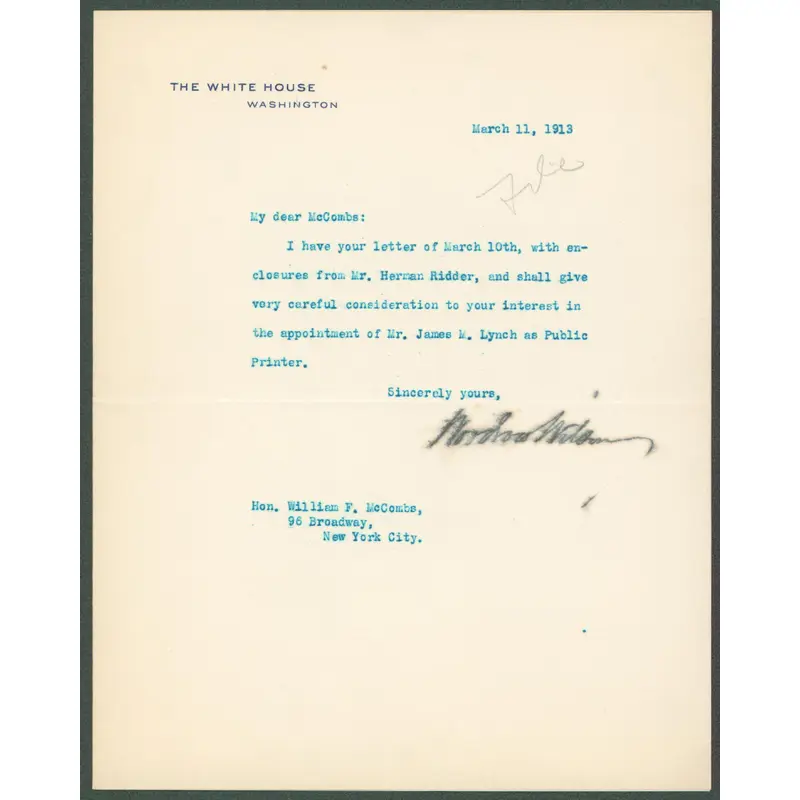 THE WHITE HOUSE
WASHINGTON
March 11, 1913
File
My dear McCombs:
I have your letter of March 10th, with en-
closures from Mr. Herman Ridder, and shall give
very careful consideration to your interest in
the appointment of Mr. James M. Lynch as Public
Printer.
Sincerely yours,
Woodrow Wilson
Hon. William F. McCombs,
96 Broadway,
New York City.